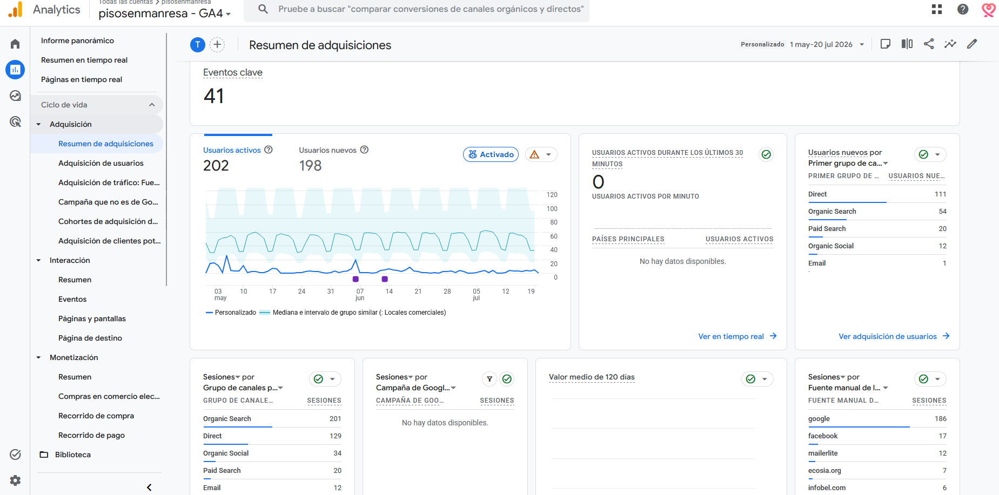 Analytics
Todas las cuentas > pisosenmanresa
pisosenmanresa - GA4
Pruebe a buscar "comparar conversiones de canales orgánicos y directos"
Informe panorámico
Resumen en tiempo real
Páginas en tiempo real
Ciclo de vida
Adquisición
Resumen de adquisiciones
Adquisición de usuarios
Adquisición de tráfico: Fue...
Campaña que no es de Go...
Cohortes de adquisición d...
Adquisición de clientes pot...
Interacción
Resumen
Eventos
Páginas y pantallas
Página de destino
Monetización
Resumen
Compras en comercio elec...
Recorrido de compra
Recorrido de pago
Biblioteca
T
Resumen de adquisiciones
Personalizado 1 may-20 jul 2026
Eventos clave
41
Usuarios activos
202
Usuarios nuevos
198
Activado
120
100
80
60
40
20
0
03 may
10
17
24
31
07 jun
14
21
28
05 jul
12
19
Personalizado
Mediana e intervalo de grupo similar (: Locales comerciales)
USUARIOS ACTIVOS DURANTE LOS ÚLTIMOS 30
MINUTOS
0
USUARIOS ACTIVOS POR MINUTO
PAÍSES PRINCIPALES USUARIOS ACTIVOS
No hay datos disponibles.
Ver en tiempo real
Usuarios nuevos por
Primer grupo de ca...
PRIMER GRUPO DE ... USUARIOS NUE...
Direct 111
Organic Search 54
Paid Search 20
Organic Social 12
Email 1
Ver adquisición de usuarios
Sesiones por
Grupo de canales p...
GRUPO DE CANALE... SESIONES
Organic Search 201
Direct 129
Organic Social 34
Paid Search 20
Email 12
Sesiones por
Campaña de Googl...
CAMPAÑA DE GOO... SESIONES
No hay datos disponibles.
Valor medio de 120 días
Sesiones por
Fuente manual de l...
FUENTE MANUAL D... SESIONES
google 186
facebook 17
mailerlite 12
ecosia.org 7
infobel.com 6